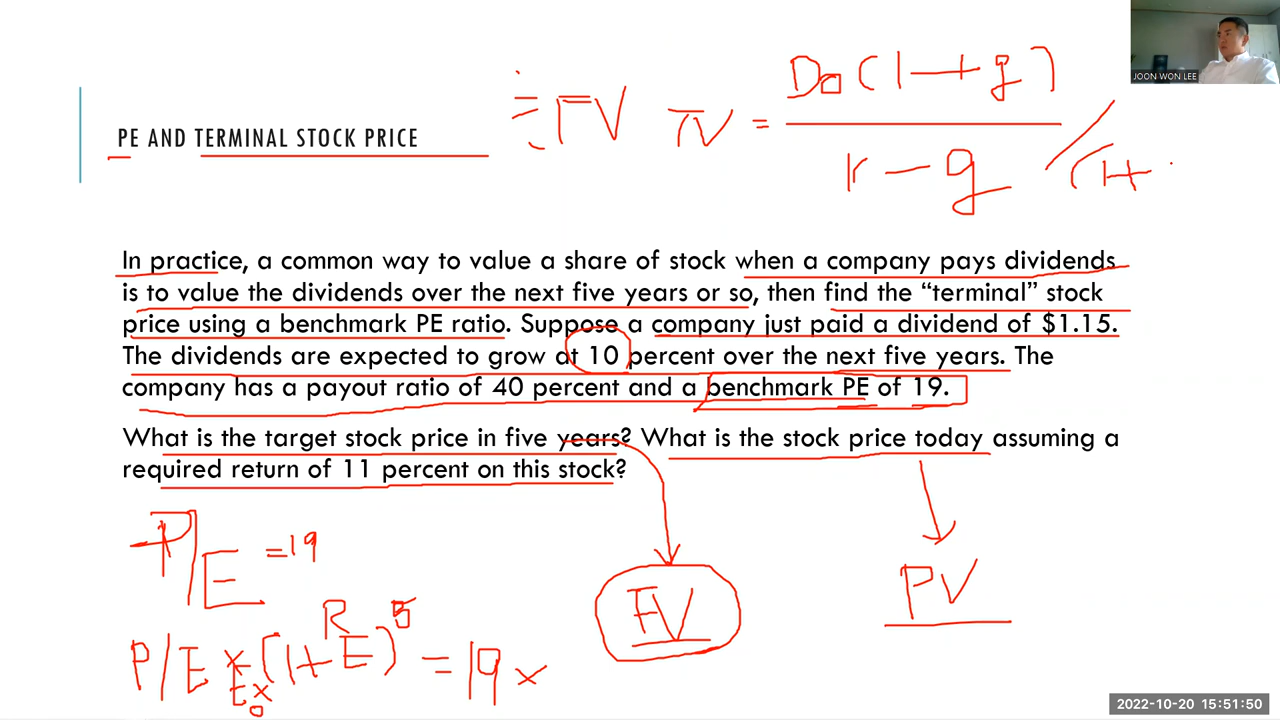 JOON WON LEE
PE AND TERMINAL STOCK PRICE
TV TV = D0 (1+g)
r - g / (1+
In practice, a common way to value a share of stock when a company pays dividends
is to value the dividends over the next five years or so, then find the “terminal” stock
price using a benchmark PE ratio. Suppose a company just paid a dividend of $1.15.
The dividends are expected to grow at 10 percent over the next five years. The
company has a payout ratio of 40 percent and a benchmark PE of 19.
What is the target stock price in five years? What is the stock price today assuming a
required return of 11 percent on this stock?
P/E = 19
FV
PV
R
P/E x (1+E)^5 = 19 x
E0 x
2022-10-20 15:51:50